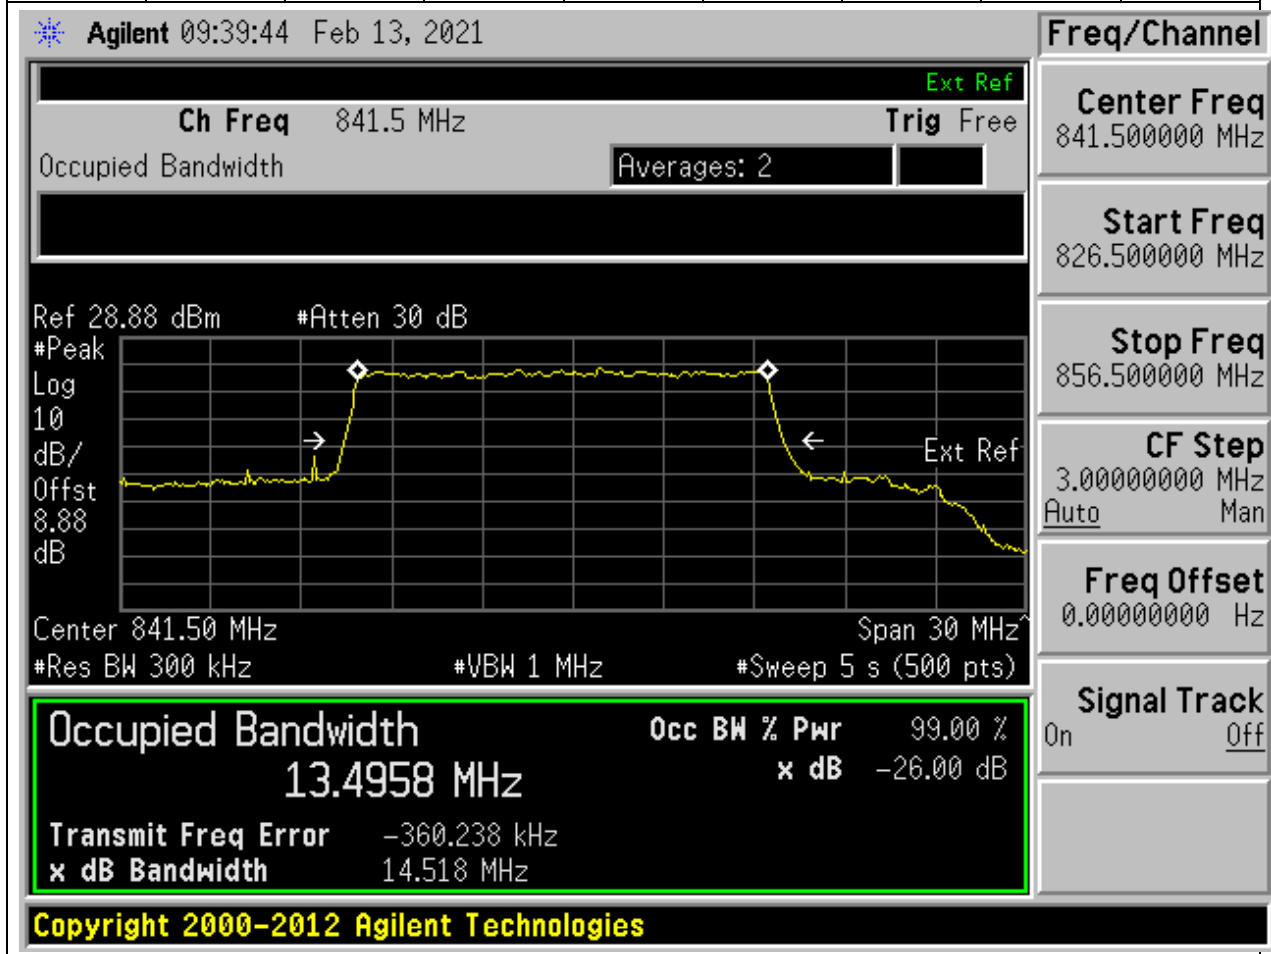 Agilent 09:39:44 Feb 13, 2021
Freq/Channel
Ext Ref
Ch Freq 841.5 MHz Trig Free
Occupied Bandwidth Averages: 2
Ref 28.88 dBm #Atten 30 dB
#Peak
Log
10
dB/
Offst
8.88
dB
Ext Ref
Center 841.50 MHz Span 30 MHz^
#Res BW 300 kHz #VBW 1 MHz #Sweep 5 s (500 pts)
Occupied Bandwidth Occ BW % Pwr 99.00 %
13.4958 MHz x dB -26.00 dB
Transmit Freq Error -360.238 kHz
x dB Bandwidth 14.518 MHz
Copyright 2000-2012 Agilent Technologies
Center Freq
841.500000 MHz
Start Freq
826.500000 MHz
Stop Freq
856.500000 MHz
CF Step
3.00000000 MHz
Auto Man
Freq Offset
0.00000000 Hz
Signal Track
On Off